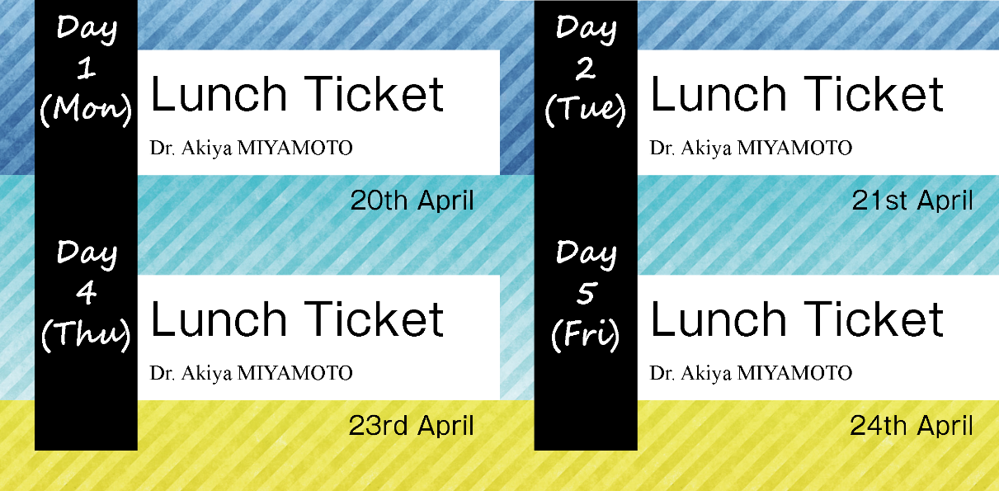 Day
1
(Mon)
Lunch Ticket
Dr. Akiya MIYAMOTO
20th April
Day
2
(Tue)
Lunch Ticket
Dr. Akiya MIYAMOTO
21st April
Day
4
(Thu)
Lunch Ticket
Dr. Akiya MIYAMOTO
23rd April
Day
5
(Fri)
Lunch Ticket
Dr. Akiya MIYAMOTO
24th April